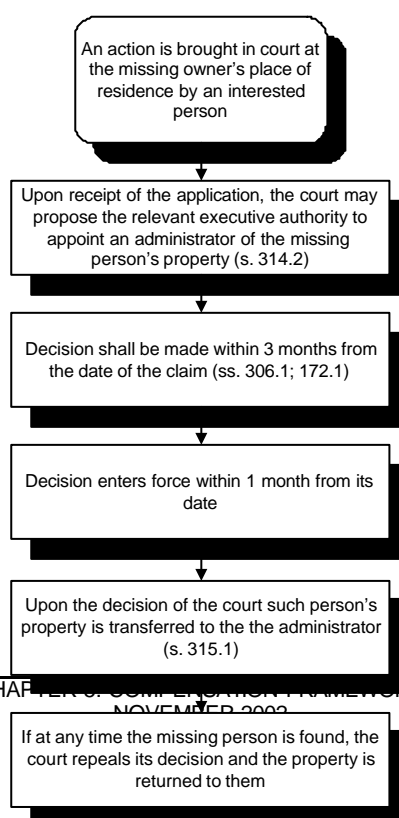 An action is brought in court at
the missing owner's place of
residence by an interested
person
Upon receipt of the application, the court may
propose the relevant executive authority to
appoint an administrator of the missing
person's property (s. 314.2)
Decision shall be made within 3 months from
the date of the claim (ss. 306.1; 172.1)
Decision enters force within 1 month from its
date
Upon the decision of the court such person's
property is transferred to the the administrator
(s. 315.1)
COMPENSATION FRAMEWOR
NOVEMBER 2002
If at any time the missing person is found, the
court repeals its decision and the property is
returned to them